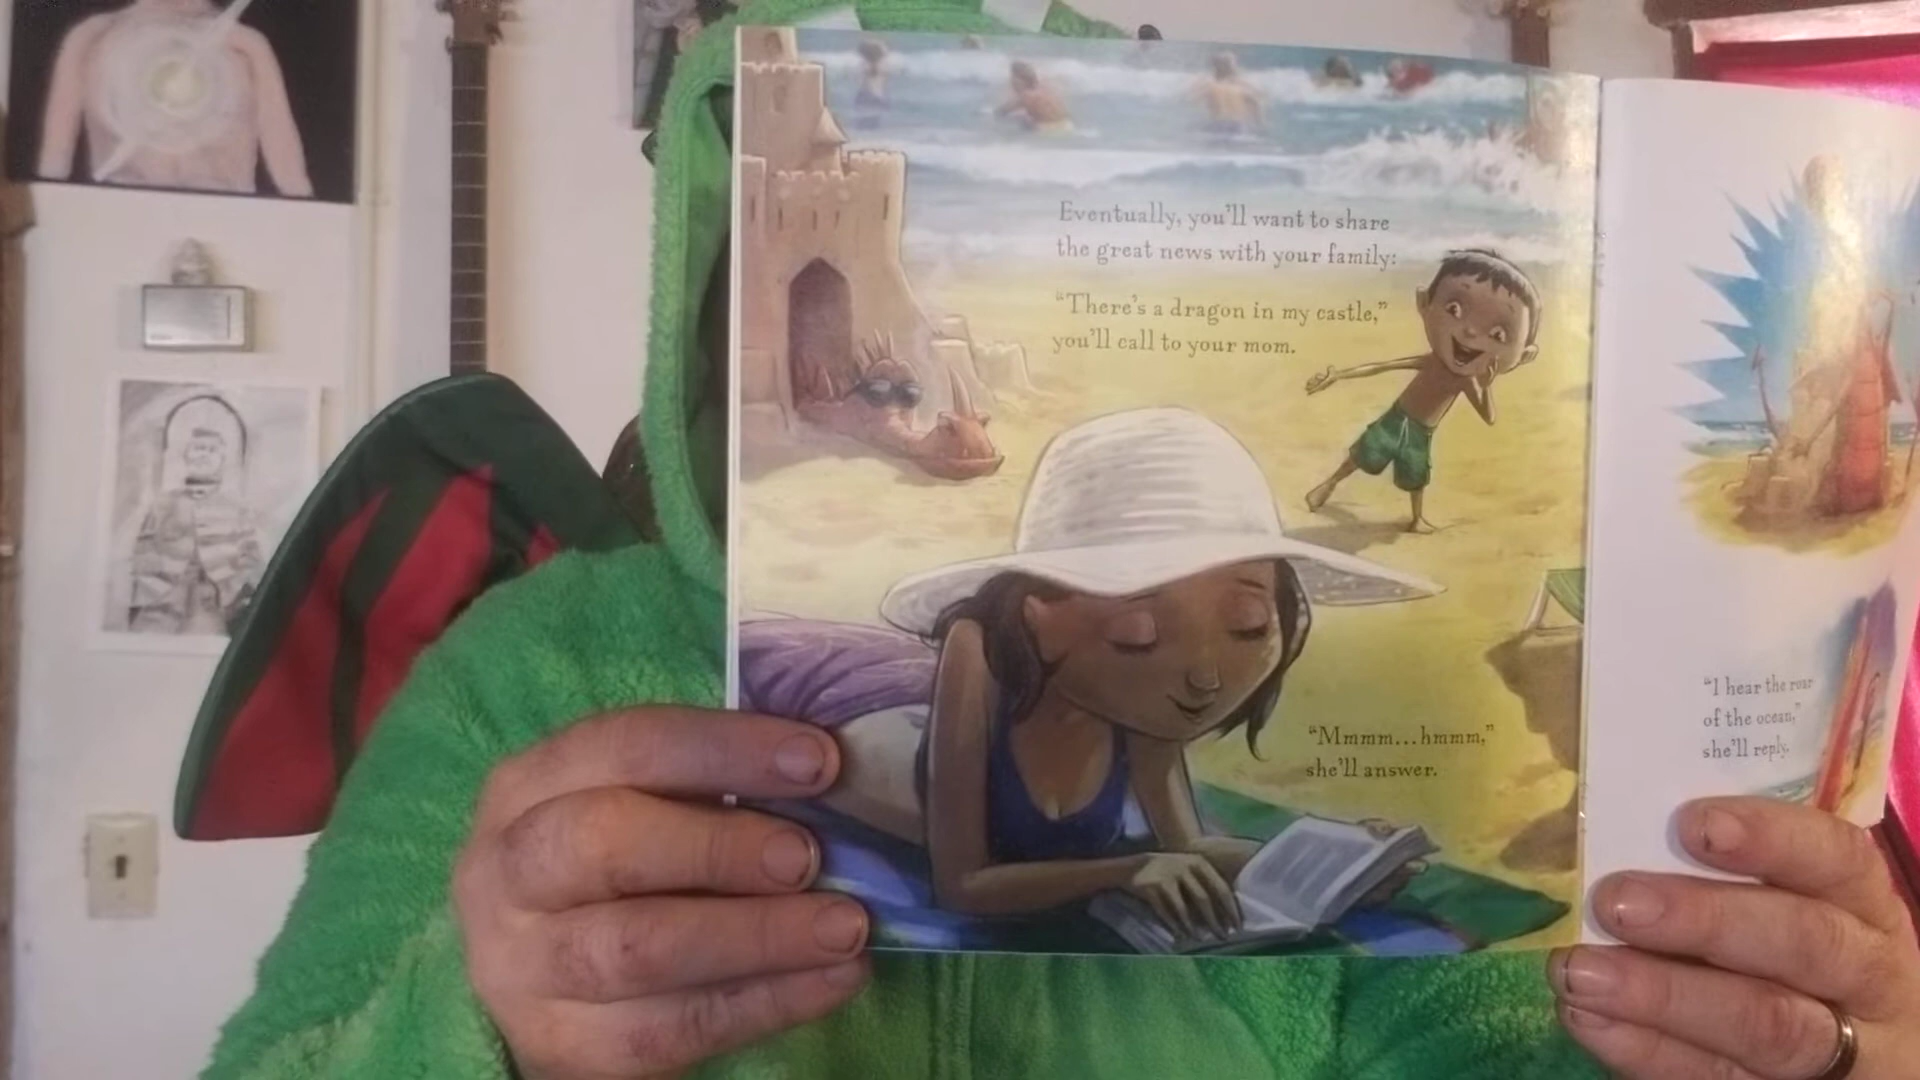 Eventually, you'll want to share
the great news with your family:
"There's a dragon in my castle,"
you'll call to your mom.
"Mmmm...hmmm,"
she'll answer.
"I hear the roar
of the ocean,"
she'll reply.